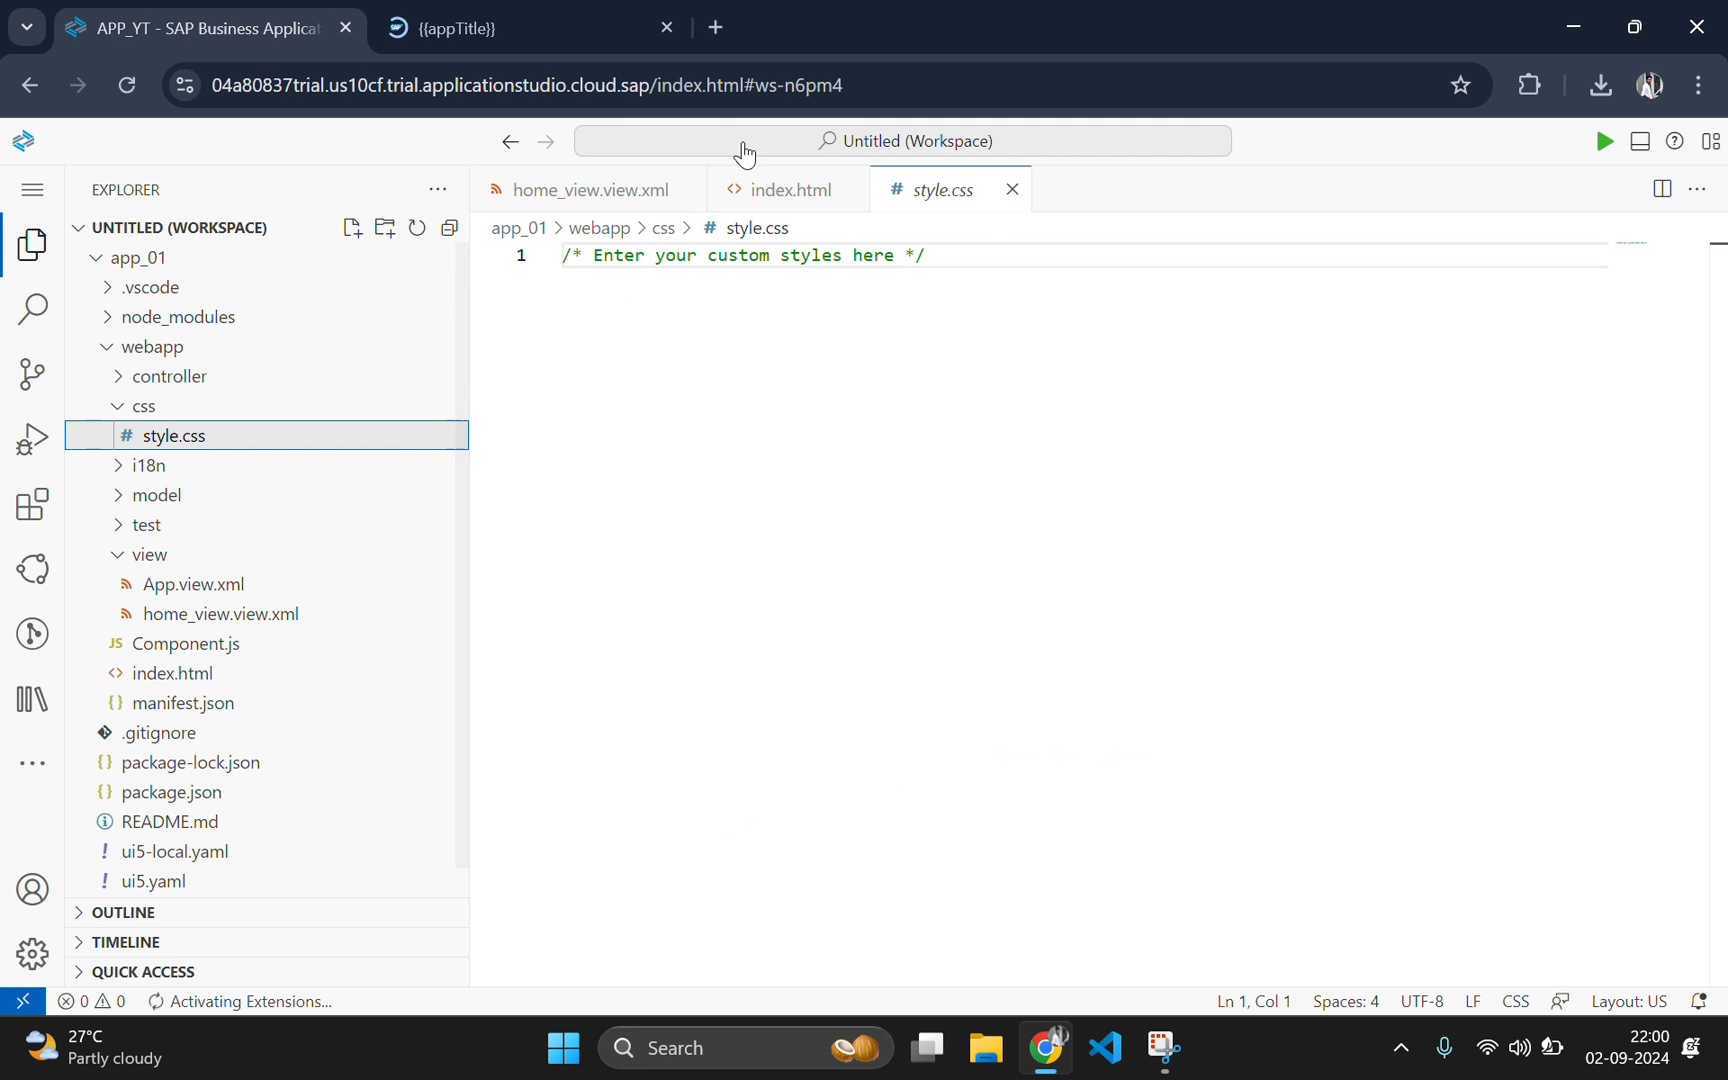 APP_YT - SAP Business Applicat
{{appTitle}}
04a80837trial.us10cf.trial.applicationstudio.cloud.sap/index.html#ws-n6pm4
Untitled (Workspace)
EXPLORER
home_view.view.xml
<> index.html
# style.css
UNTITLED (WORKSPACE)
app_01 > webapp > css > # style.css
app_01
1 /* Enter your custom styles here */
.vscode
node_modules
webapp
controller
css
# style.css
i18n
model
test
view
App.view.xml
home_view.view.xml
JS Component.js
<> index.html
{} manifest.json
.gitignore
{} package-lock.json
{} package.json
README.md
! ui5-local.yaml
! ui5.yaml
OUTLINE
TIMELINE
QUICK ACCESS
0 0 Activating Extensions...
Ln 1, Col 1 Spaces: 4 UTF-8 LF CSS Layout: US
27°C
Partly cloudy
Search
22:00
02-09-2024